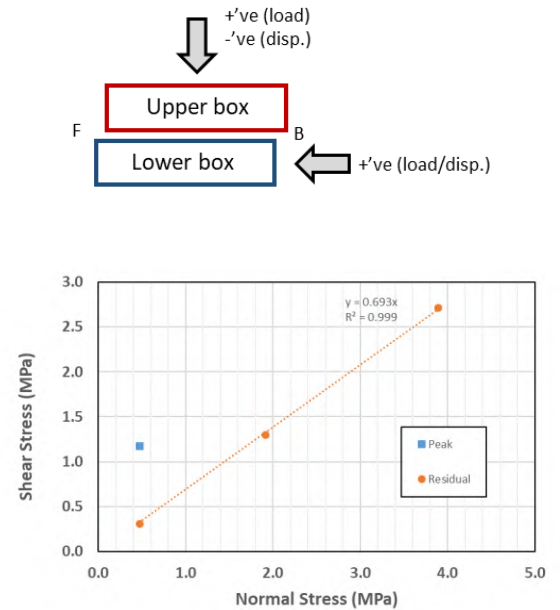 +'ve (load)
-'ve (disp.)
Upper box
F
B
Lower box
+'ve (load/disp.)
3.0
y = 0.693x
R² = 0.999
2.5
2.0
1.5
Peak
1.0
Residual
0.5
0.0
0.0 1.0 2.0 3.0 4.0 5.0
Shear Stress (MPa)
Normal Stress (MPa)